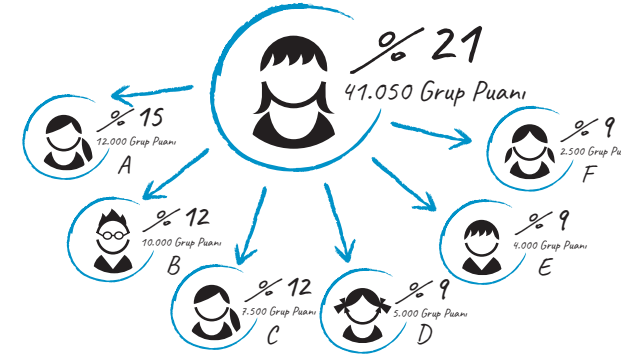 % 21
41.050 Grup Puanı
% 15
12.000 Grup Puanı
A
% 12
10.000 Grup Puanı
B
% 12
7.500 Grup Puanı
C
% 9
5.000 Grup Puanı
D
% 9
4.000 Grup Puanı
E
% 9
2.500 Grup Pu
F